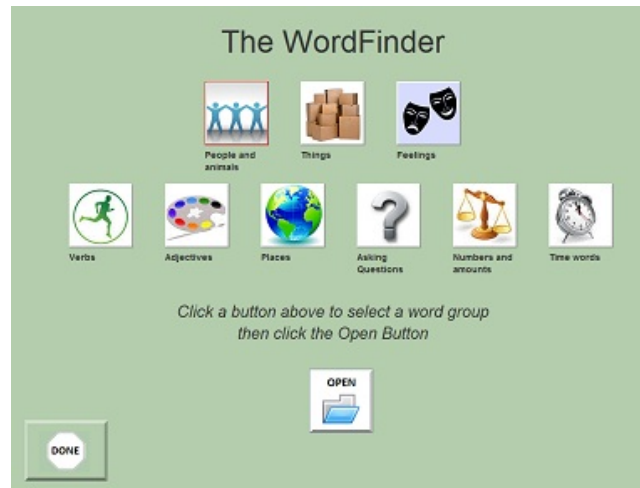 The WordFinder
People and
animals
Things
Feelings
Verbs
Adjectives
Places
Asking
Questions
Numbers and
amounts
Time words
Click a button above to select a word group
then click the Open Button
OPEN
DONE